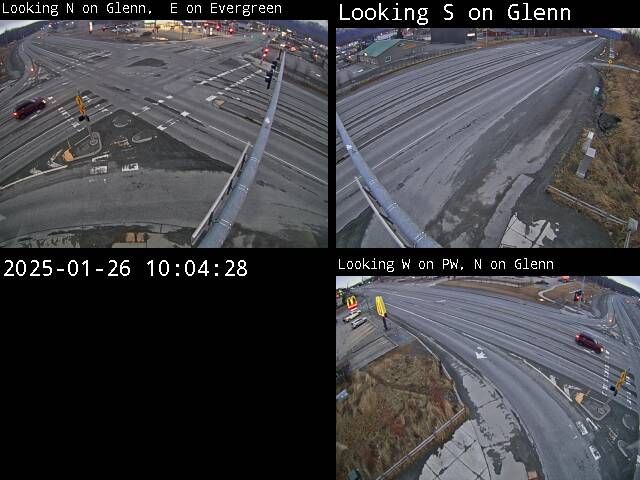 Looking N on Glenn,  E on Evergreen
Looking S on Glenn
2025-01-26 10:04:28
Looking W on PW, N on Glenn